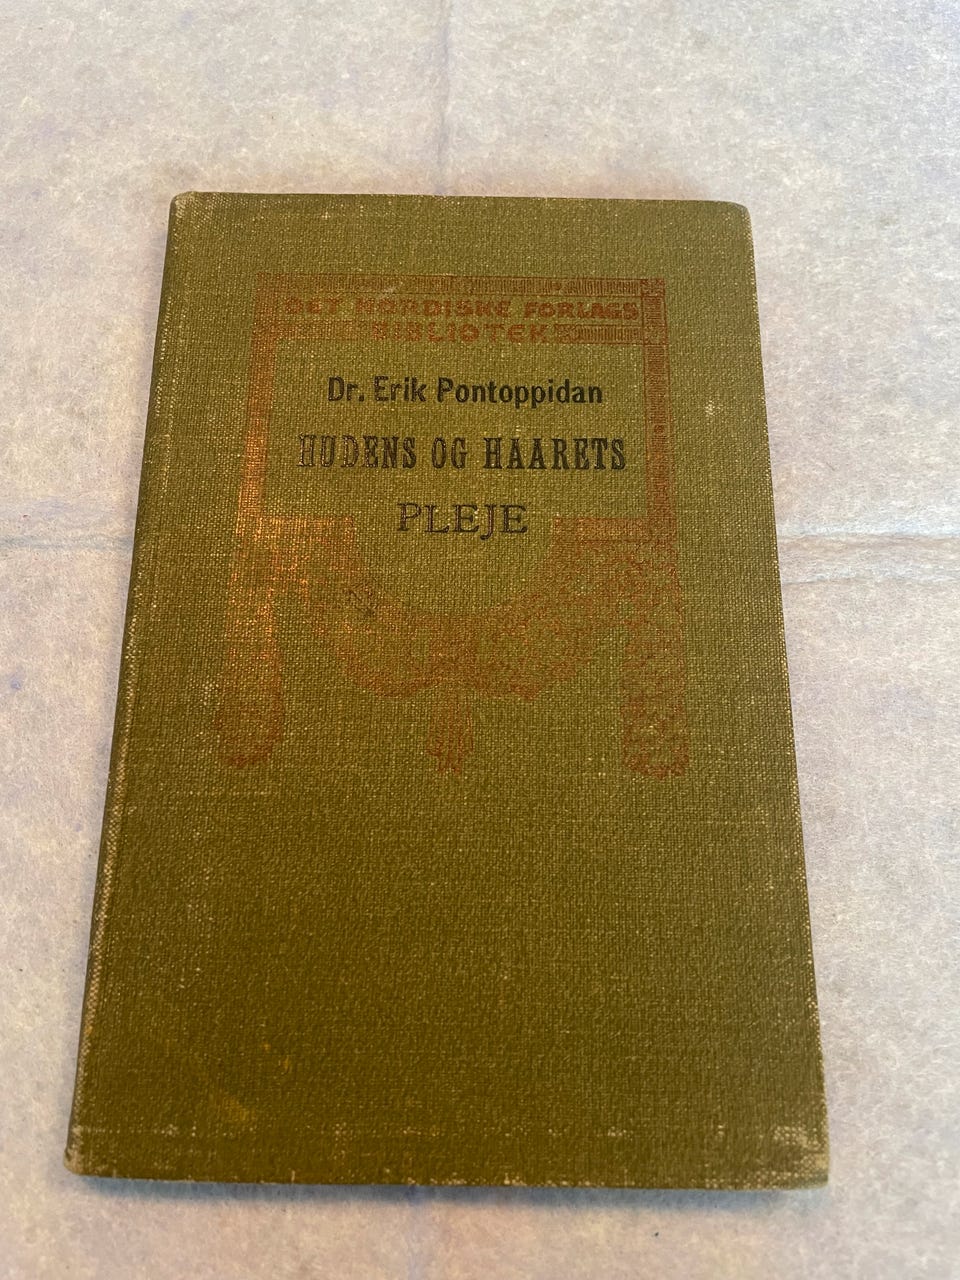 DET NORDISKE FORLAGS
BIBLIOTEK
Dr. Erik Pontoppidan
HUDENS OG HAARETS
PLEJE